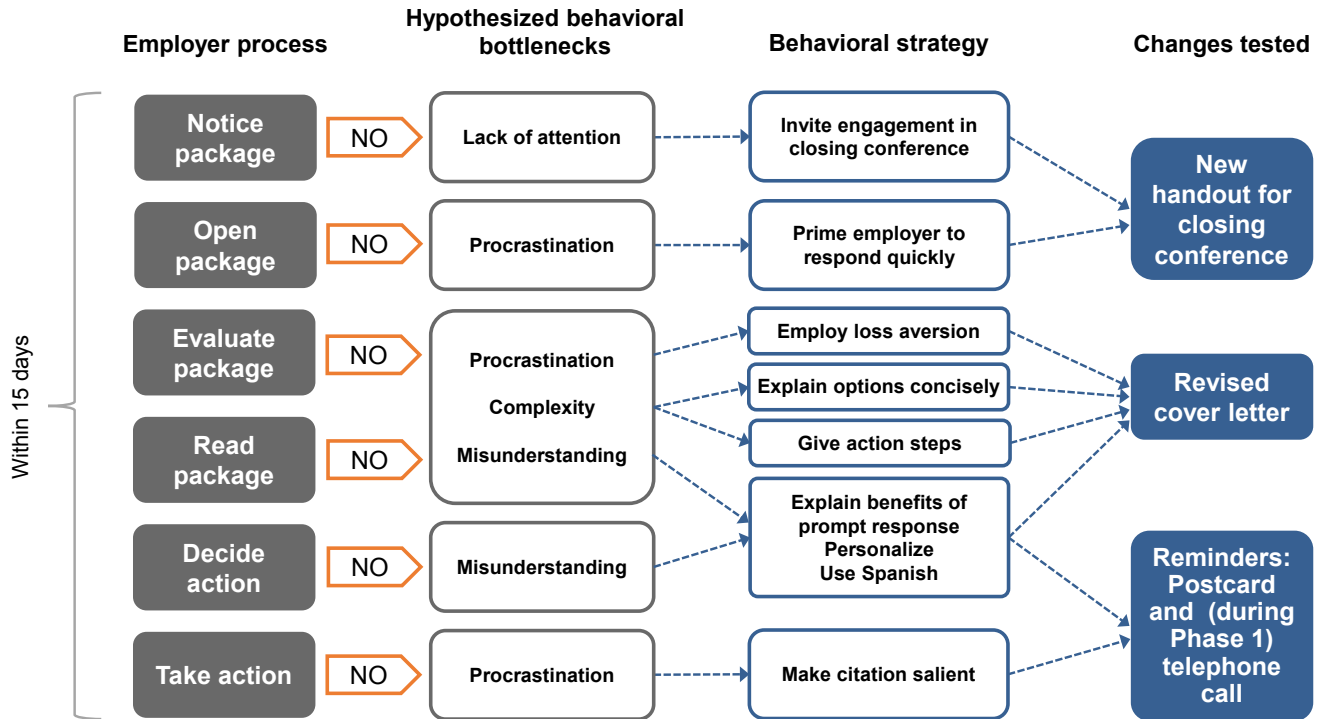 Employer process
Hypothesized behavioral
bottlenecks
Behavioral strategy
Changes tested
Within 15 days
Notice
package
NO
Lack of attention
Invite engagement in
closing conference
Open
package
NO
Procrastination
Prime employer to
respond quickly
New
handout for
closing
conference
Evaluate
package
NO
Read
package
NO
Procrastination
Complexity
Misunderstanding
Employ loss aversion
Explain options concisely
Give action steps
Revised
cover letter
Decide
action
NO
Misunderstanding
Explain benefits of
prompt response
Personalize
Use Spanish
Take action
NO
Procrastination
Make citation salient
Reminders:
Postcard
and (during
Phase 1)
telephone
call